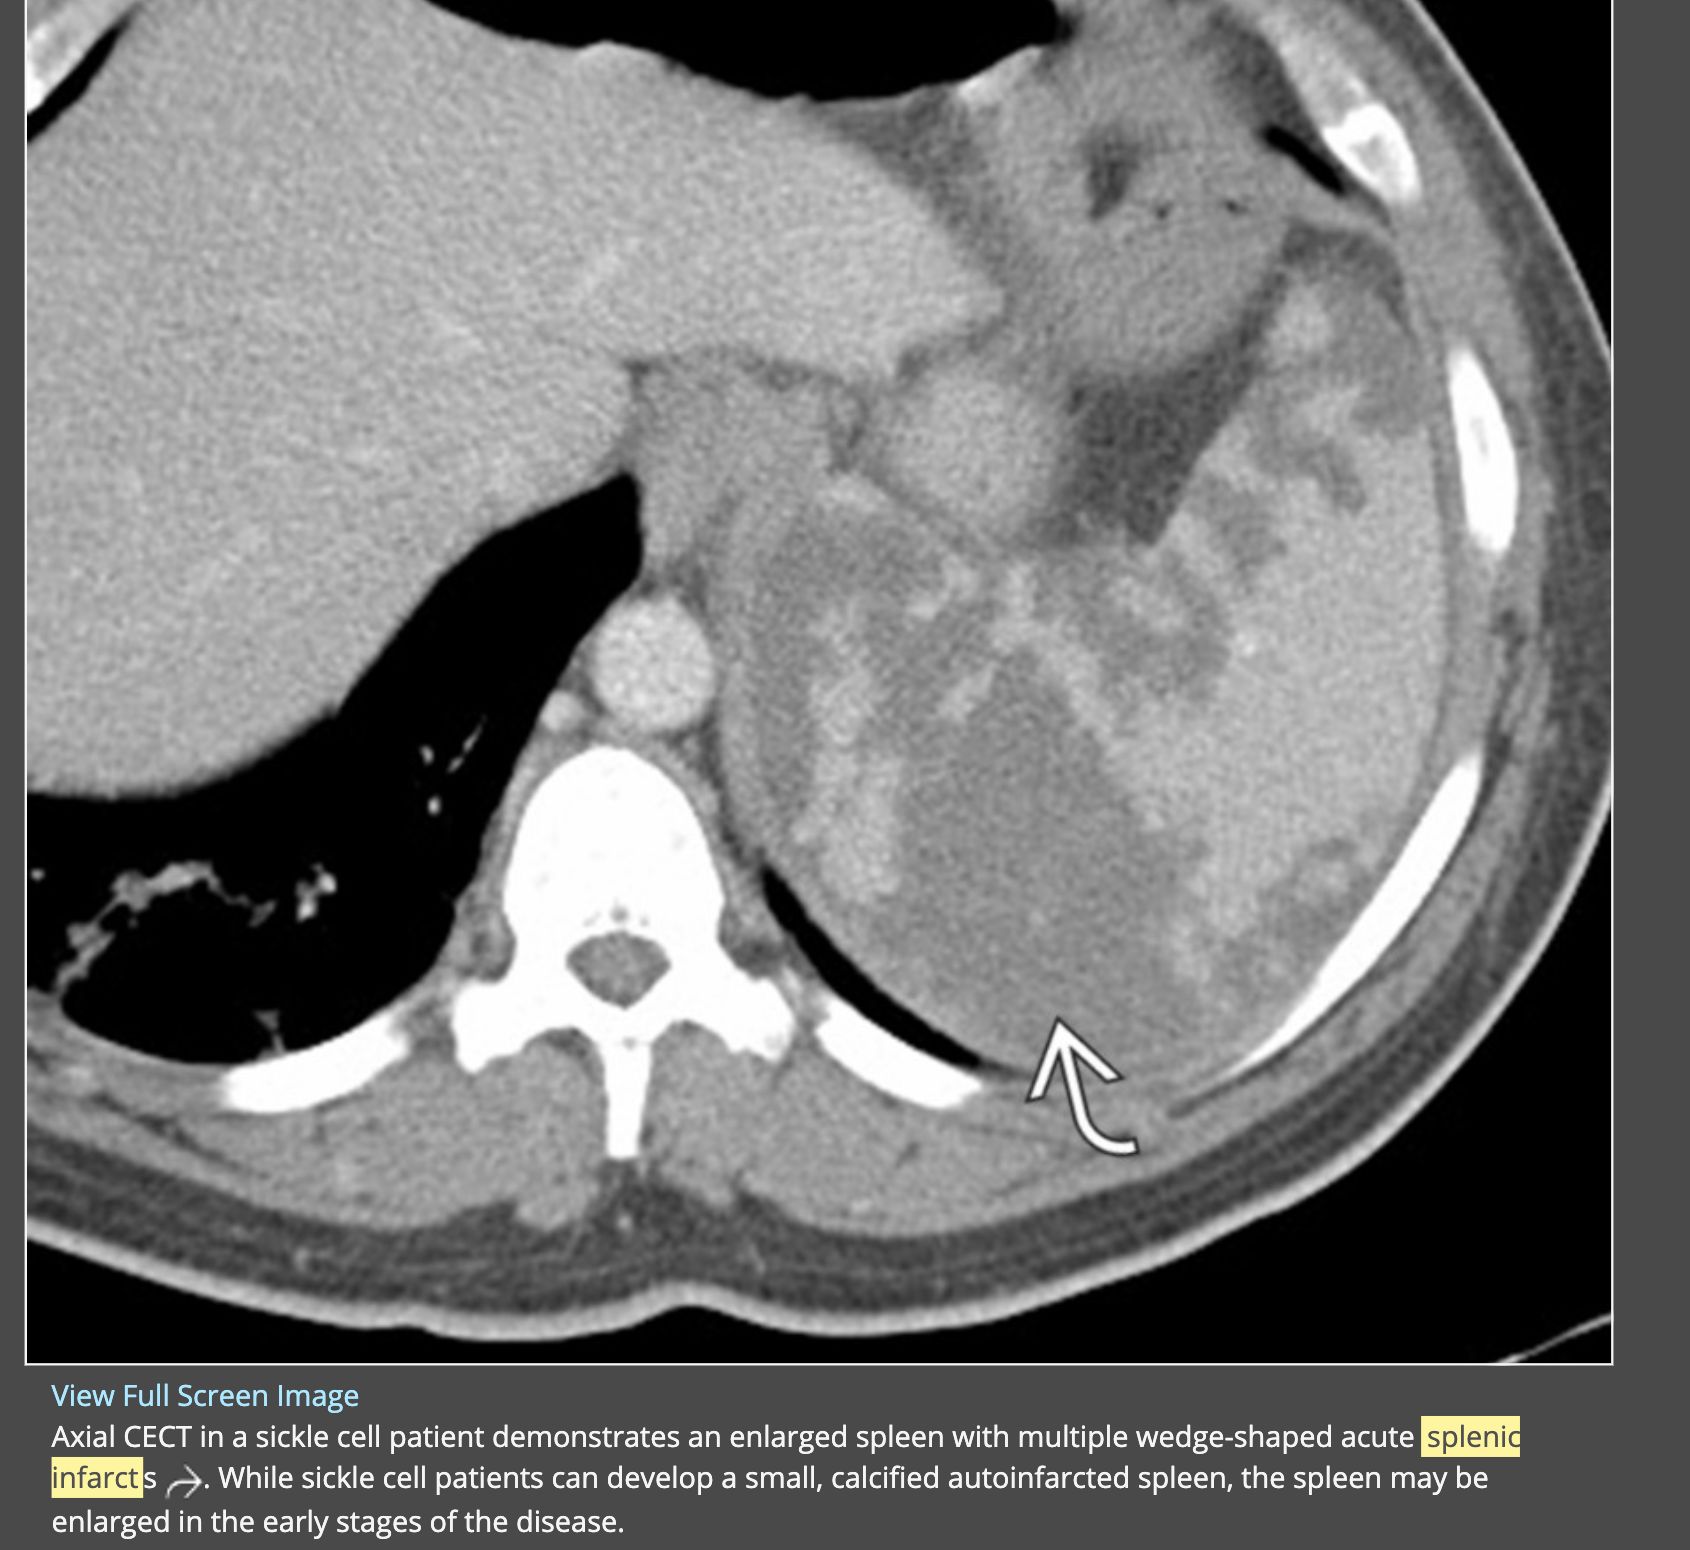 View Full Screen Image
Axial CECT in a sickle cell patient demonstrates an enlarged spleen with multiple wedge-shaped acute splenic
infarcts . While sickle cell patients can develop a small, calcified autoinfarcted spleen, the spleen may be
enlarged in the early stages of the disease.